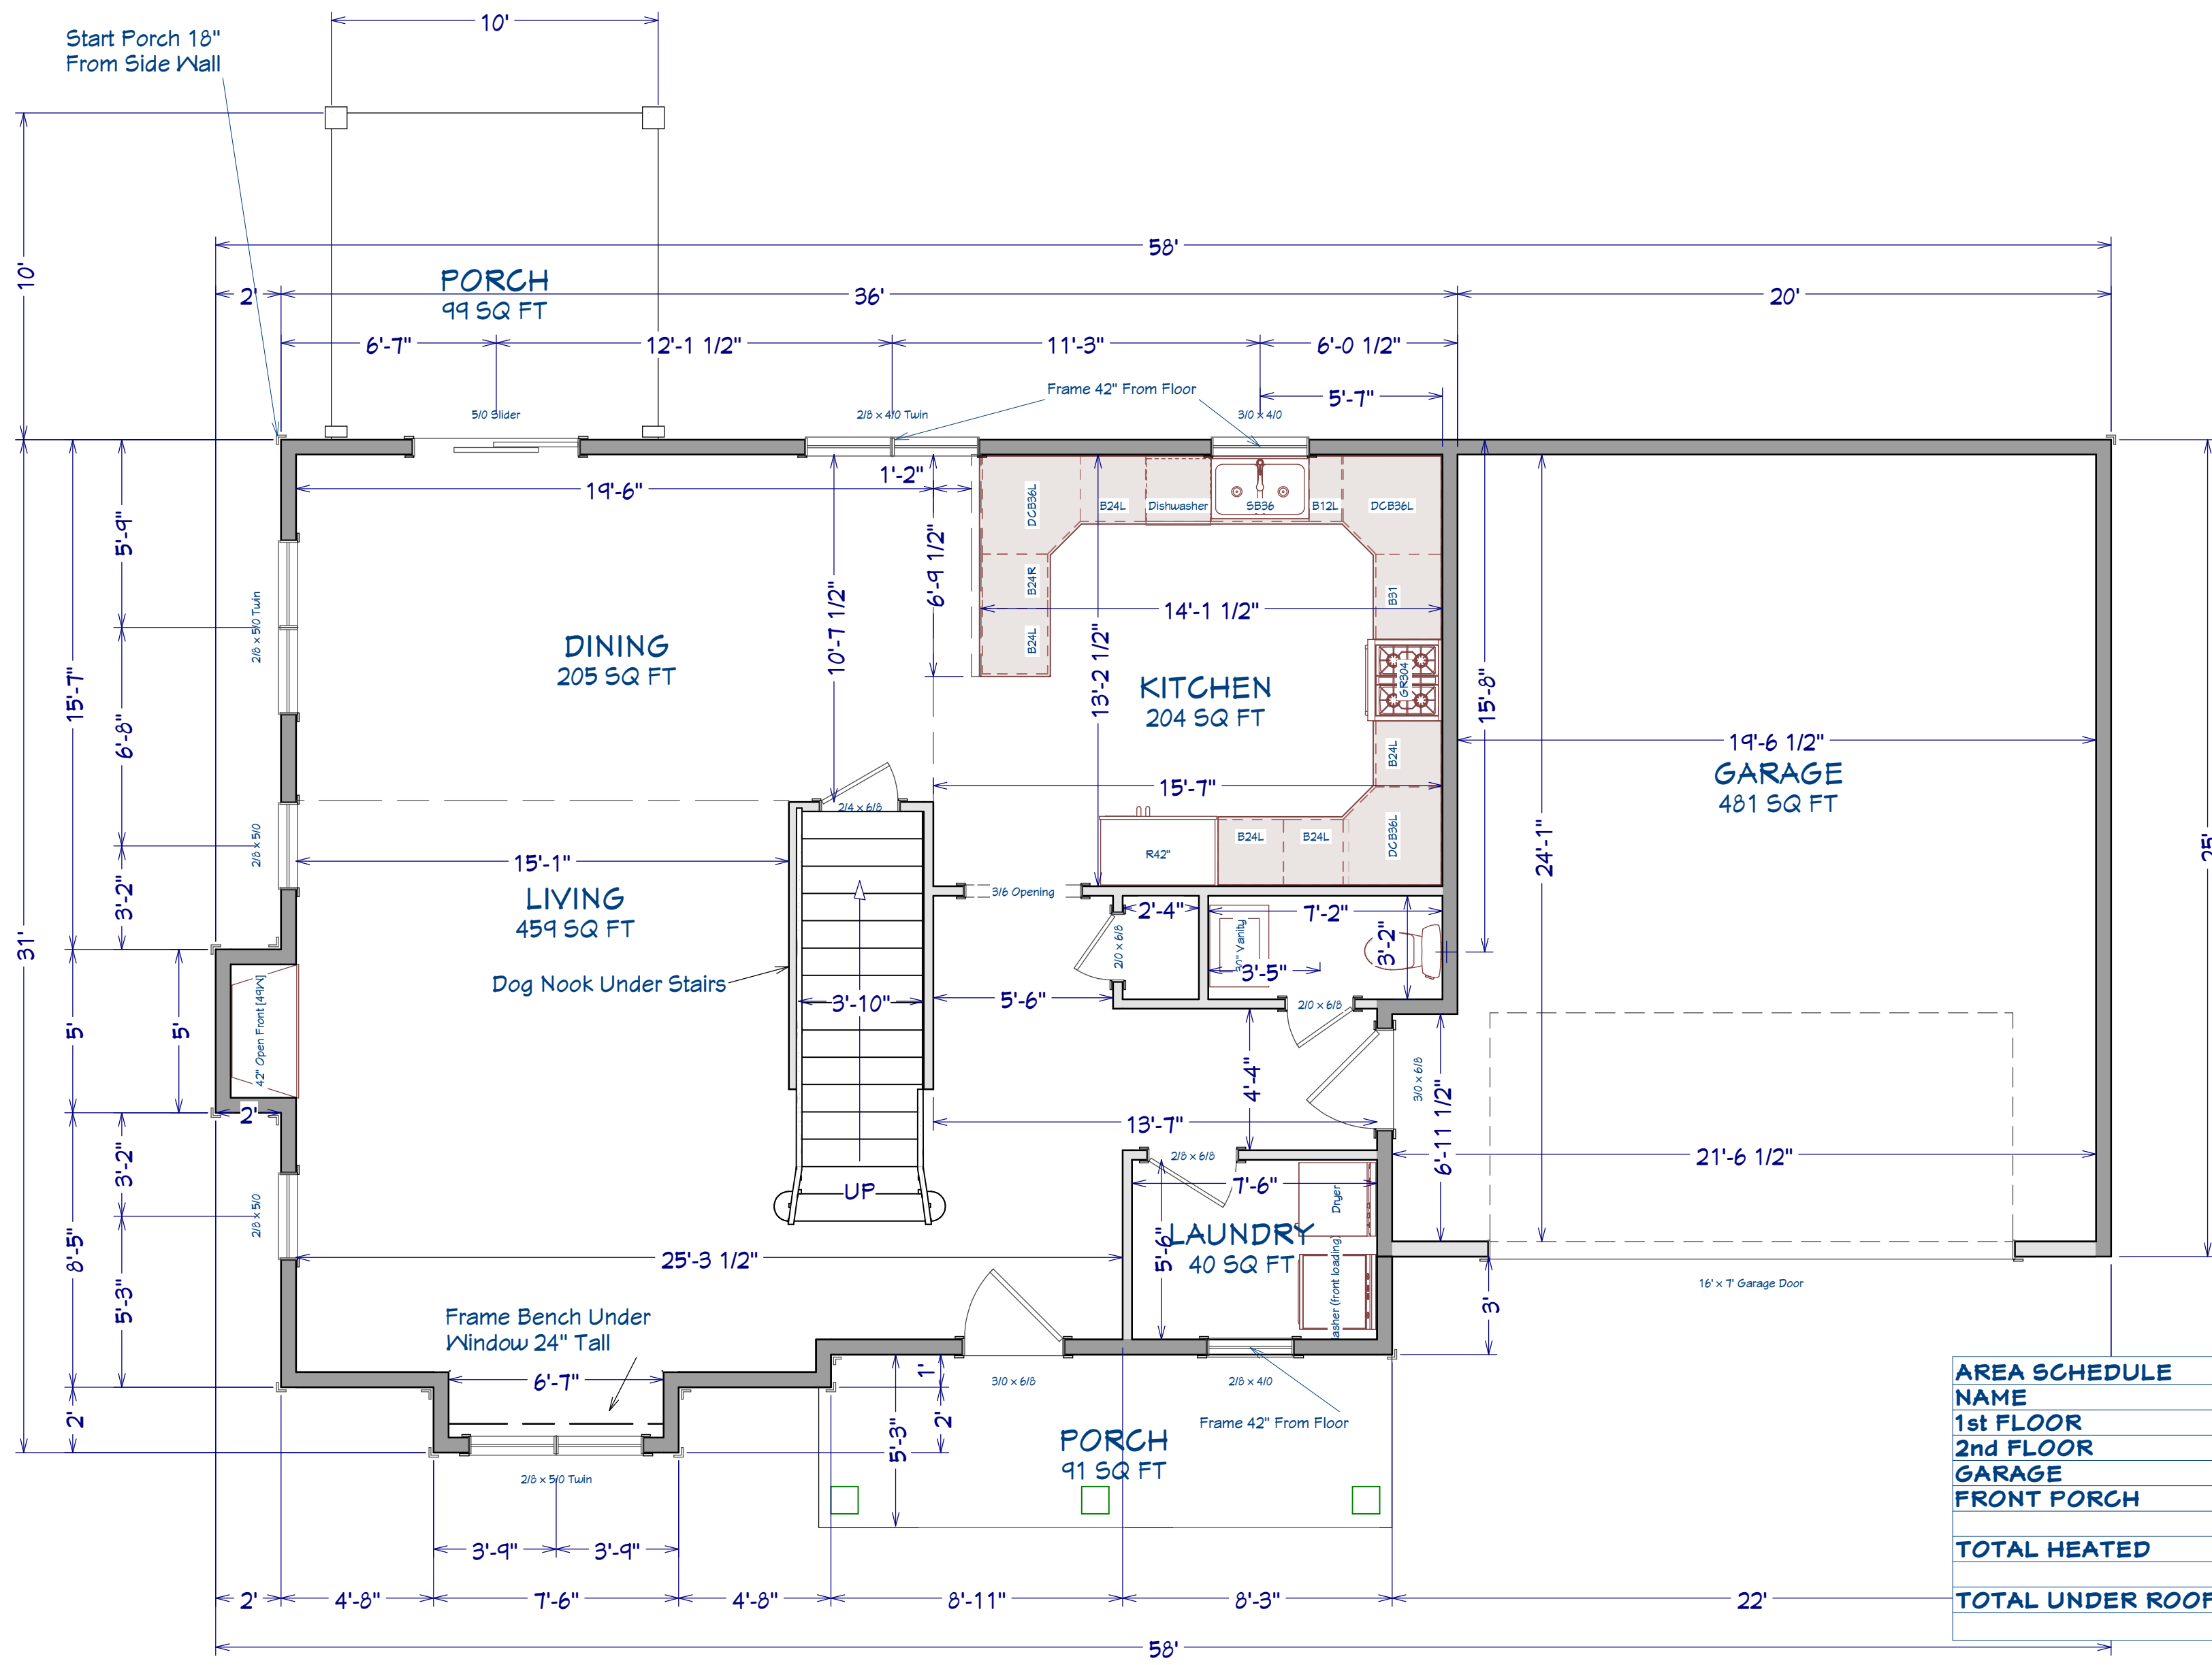 10'
Start Porch 18"
From Side Wall
10'
58'
PORCH
99 SQ FT
2'
36'
20'
6'-7"
12'-1 1/2"
11'-3"
6'-0 1/2"
Frame 42" From Floor
5'-7"
5/0 Slider
2/8 x 4/0 Twin
3/0 x 4/0
1'-2"
19'-6"
DCB36L
B24L
Dishwasher
SB36
B12L
DCB36L
5'-9"
6'-9 1/2"
B24R
B31
2/8 x 5/0 Twin
10'-7 1/2"
14'-1 1/2"
B24L
DINING
205 SQ FT
13'-2 1/2"
KITCHEN
204 SQ FT
GR304
15'-7"
15'-8"
6'-8"
19'-6 1/2"
GARAGE
481 SQ FT
B24L
15'-7"
2/4 x 6/8
2/8 x 5/0
15'-1"
B24L
B24L
DCB36L
R42"
24'-1"
25'
LIVING
459 SQ FT
3/6 Opening
3'-2"
2'-4"
7'-2"
31'
2/0 x 6/8
30" Vanity
3'-2"
3'-5"
Dog Nook Under Stairs
3'-10"
5'-6"
2/0 x 6/8
5'
5'
42" Open Front [49W]
4'-4"
3/0 x 6/8
6'-11 1/2"
2'
13'-7"
3'-2"
2/8 x 6/8
21'-6 1/2"
7'-6"
Dryer
UP
2/8 x 5/0
8'-5"
5'-6"
LAUNDRY
40 SQ FT
asher (front loading)
25'-3 1/2"
5'-3"
16' x 7' Garage Door
3'
Frame Bench Under
Window 24" Tall
6'-7"
1'
3/0 x 6/8
2/8 x 4/0
2'
2'
Frame 42" From Floor
5'-3"
PORCH
91 SQ FT
2/8 x 5/0 Twin
3'-9"
3'-9"
2'
4'-8"
7'-6"
4'-8"
8'-11"
8'-3"
22'
58'
AREA SCHEDULE
NAME
1st FLOOR
2nd FLOOR
GARAGE
FRONT PORCH
TOTAL HEATED
TOTAL UNDER ROOF